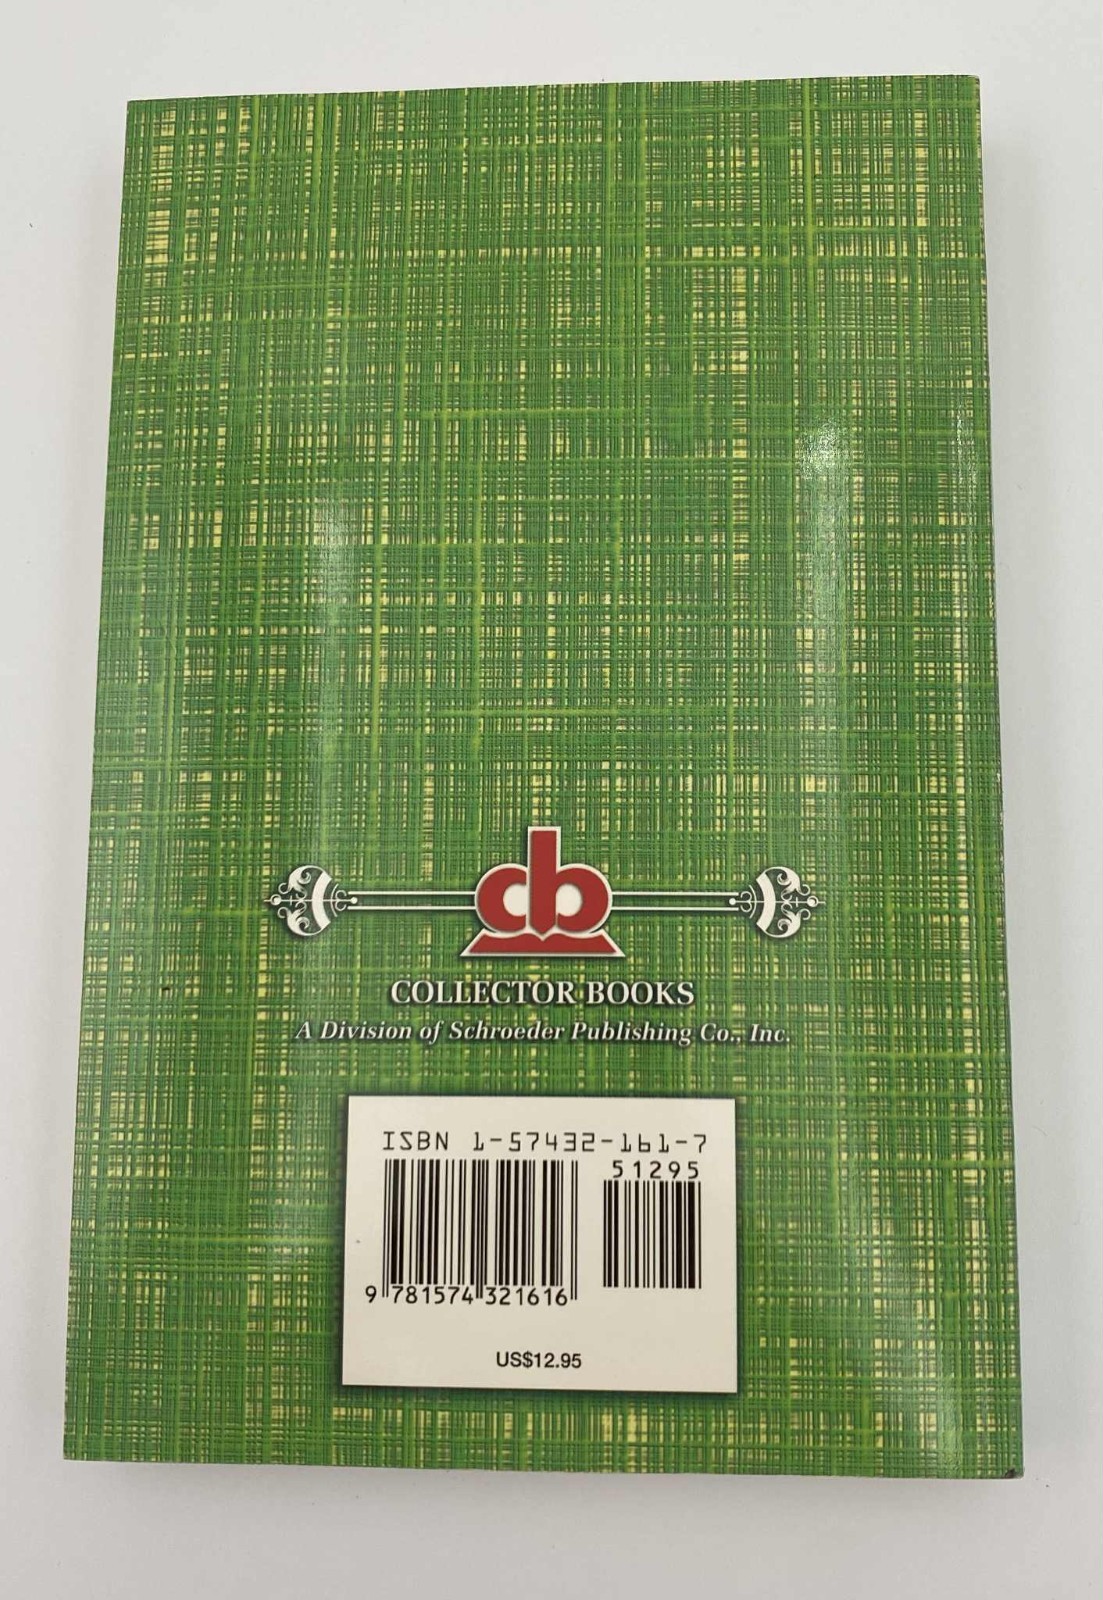 cb
COLLECTOR BOOKS
A Division of Schroeder Publishing Co., Inc.
ISBN 1-57432-161-7
51295
9 781574 321616
US$12.95